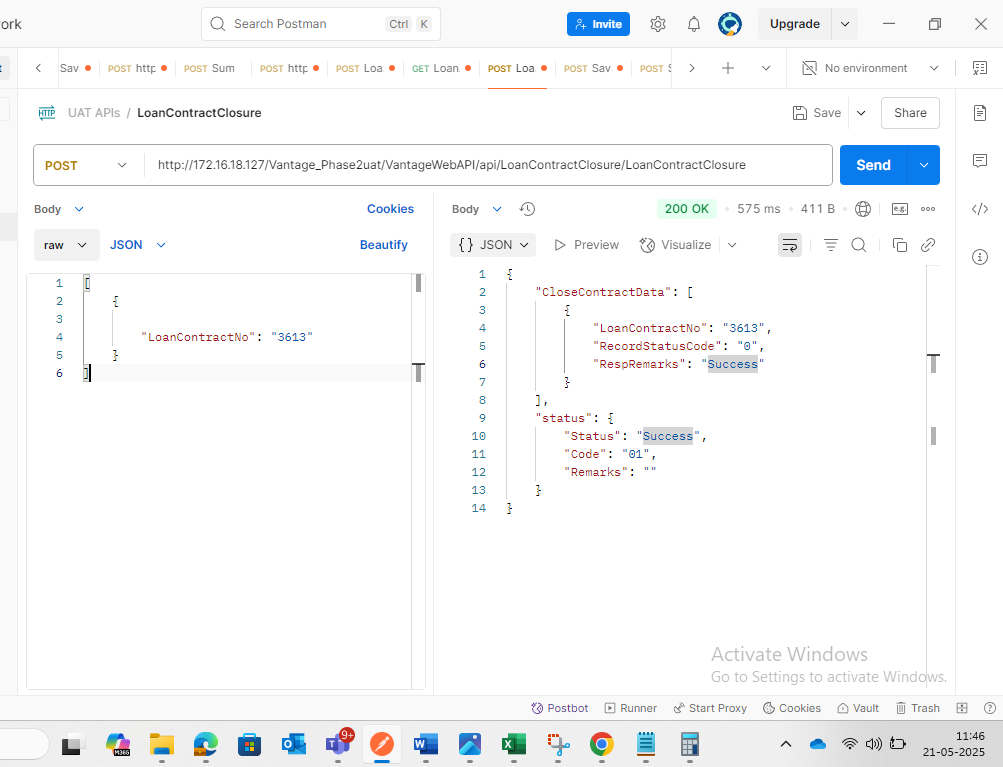 ork
Search Postman Ctrl K Invite Upgrade
Sav POST http POST Sum POST http POST Loa GET Loan POST Loa POST Sav POST No environment
HTTP UAT APIs / LoanContractClosure Save Share
POST http://172.16.18.127/Vantage_Phase2uat/VantageWebAPI/api/LoanContractClosure/LoanContractClosure Send
Body Cookies Body 200 OK • 575 ms • 411 B • e.g.
raw JSON Beautify {} JSON Preview Visualize
1 [
2 {
3
4 "LoanContractNo": "3613"
5 }
6 ]
1 {
2 "CloseContractData": [
3 {
4 "LoanContractNo": "3613",
5 "RecordStatusCode": "0",
6 "RespRemarks": "Success"
7 }
8 ],
9 "status": {
10 "Status": "Success",
11 "Code": "01",
12 "Remarks": ""
13 }
14 }
Activate Windows
Go to Settings to activate Windows.
Postbot Runner Start Proxy Cookies Vault Trash
M365 9+ 11:46
21-05-2025